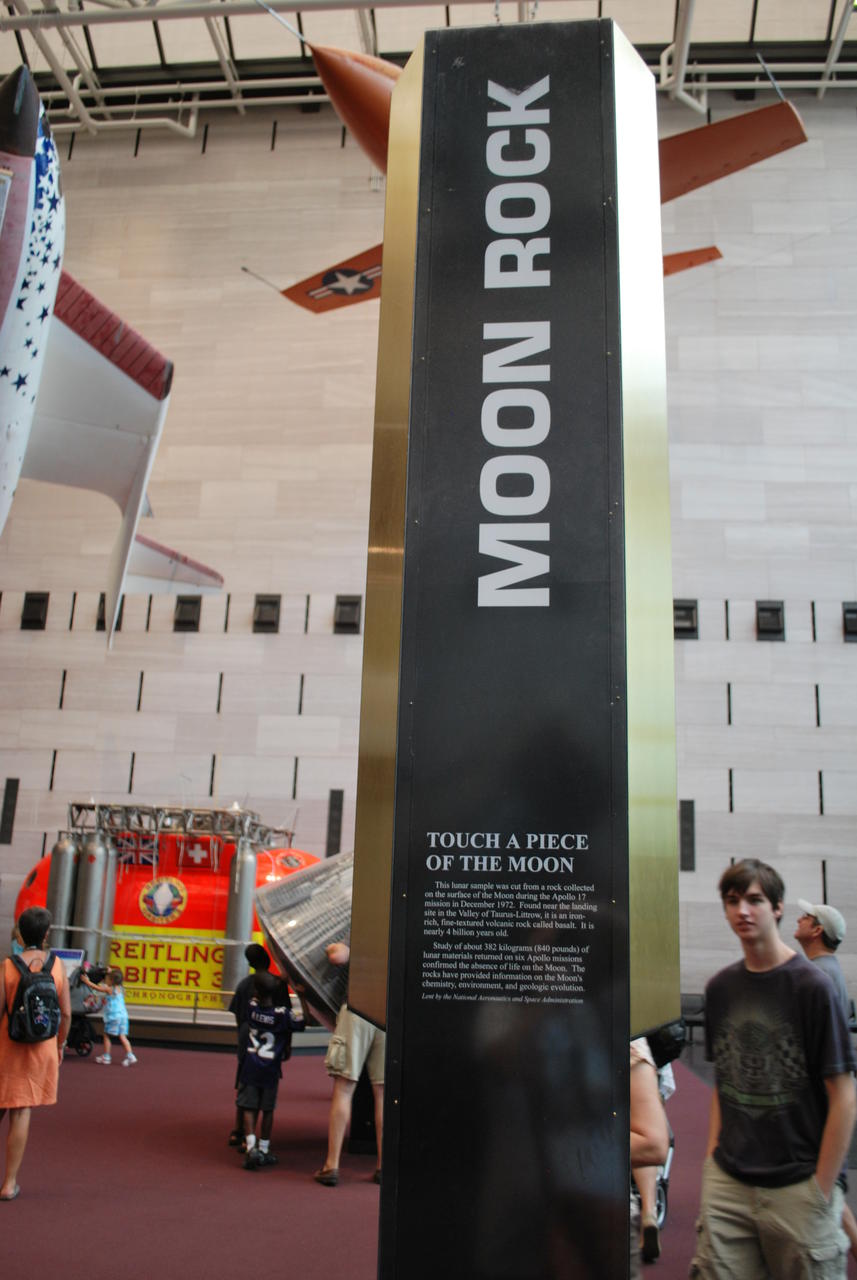 MOON ROCK
TOUCH A PIECE
OF THE MOON
This lunar sample was cut from a rock collected
on the surface of the Moon during the Apollo 17
mission in December 1972. Found near the landing
site in the Valley of Taurus-Littrow, it is an iron-
rich, fine-textured volcanic rock called basalt. It is
nearly 4 billion years old.
Study of about 382 kilograms (840 pounds) of
lunar materials returned on six Apollo missions
confirmed the absence of life on the Moon. The
rocks have provided information on the Moon's
chemistry, environment, and geologic evolution.
Lent by the National Aeronautics and Space Administration
REITLING
BITER 3
CHRONOGRAPH
R.LEWIS
52